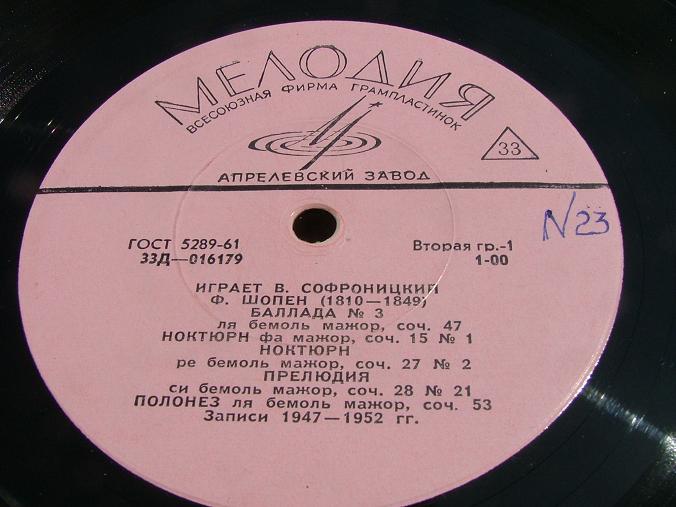 МЕЛОДИЯ
ВСЕСОЮЗНАЯ ФИРМА ГРАМПЛАСТИНОК
33
АПРЕЛЕВСКИЙ ЗАВОД
N23
ГОСТ 5289-61 Вторая гр.-1
33Д—016179 1-00
ИГРАЕТ В. СОФРОНИЦКИЙ
Ф. ШОПЕН (1810—1849)
БАЛЛАДА № 3
ля бемоль мажор, соч. 47
НОКТЮРН фа мажор, соч. 15 № 1
НОКТЮРН
ре бемоль мажор, соч. 27 № 2
ПРЕЛЮДИЯ
си бемоль мажор, соч. 28 № 21
ПОЛОНЕЗ ля бемоль мажор, соч. 53
Записи 1947—1952 гг.